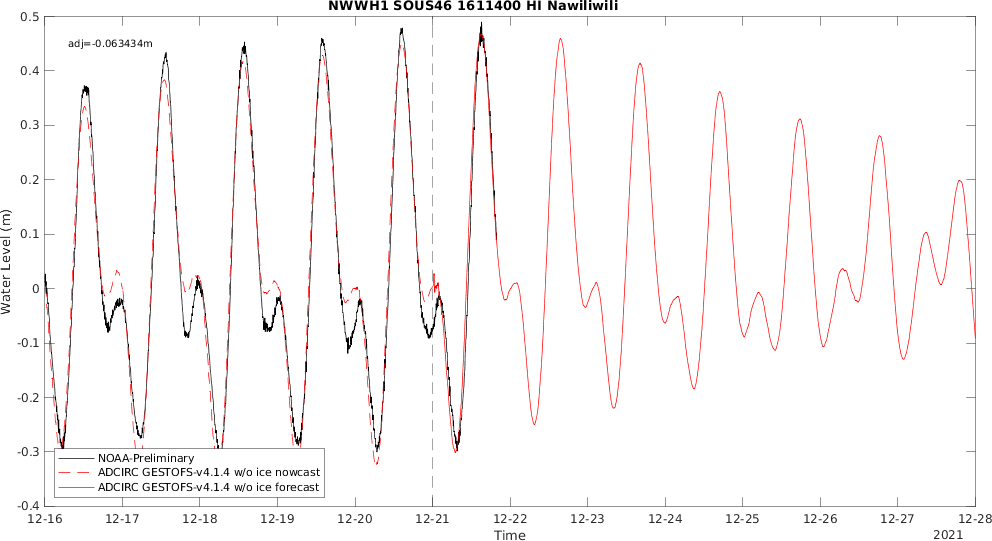 NWWH1 SOUS46 1611400 HI Nawiliwili
adj=-0.063434m
Water Level (m)
0.5
0.4
0.3
0.2
0.1
0
-0.1
-0.2
-0.3
-0.4
NOAA-Preliminary
ADCIRC GESTOFS-v4.1.4 w/o ice nowcast
ADCIRC GESTOFS-v4.1.4 w/o ice forecast
12-16 12-17 12-18 12-19 12-20 12-21 12-22 12-23 12-24 12-25 12-26 12-27 12-28
Time
2021